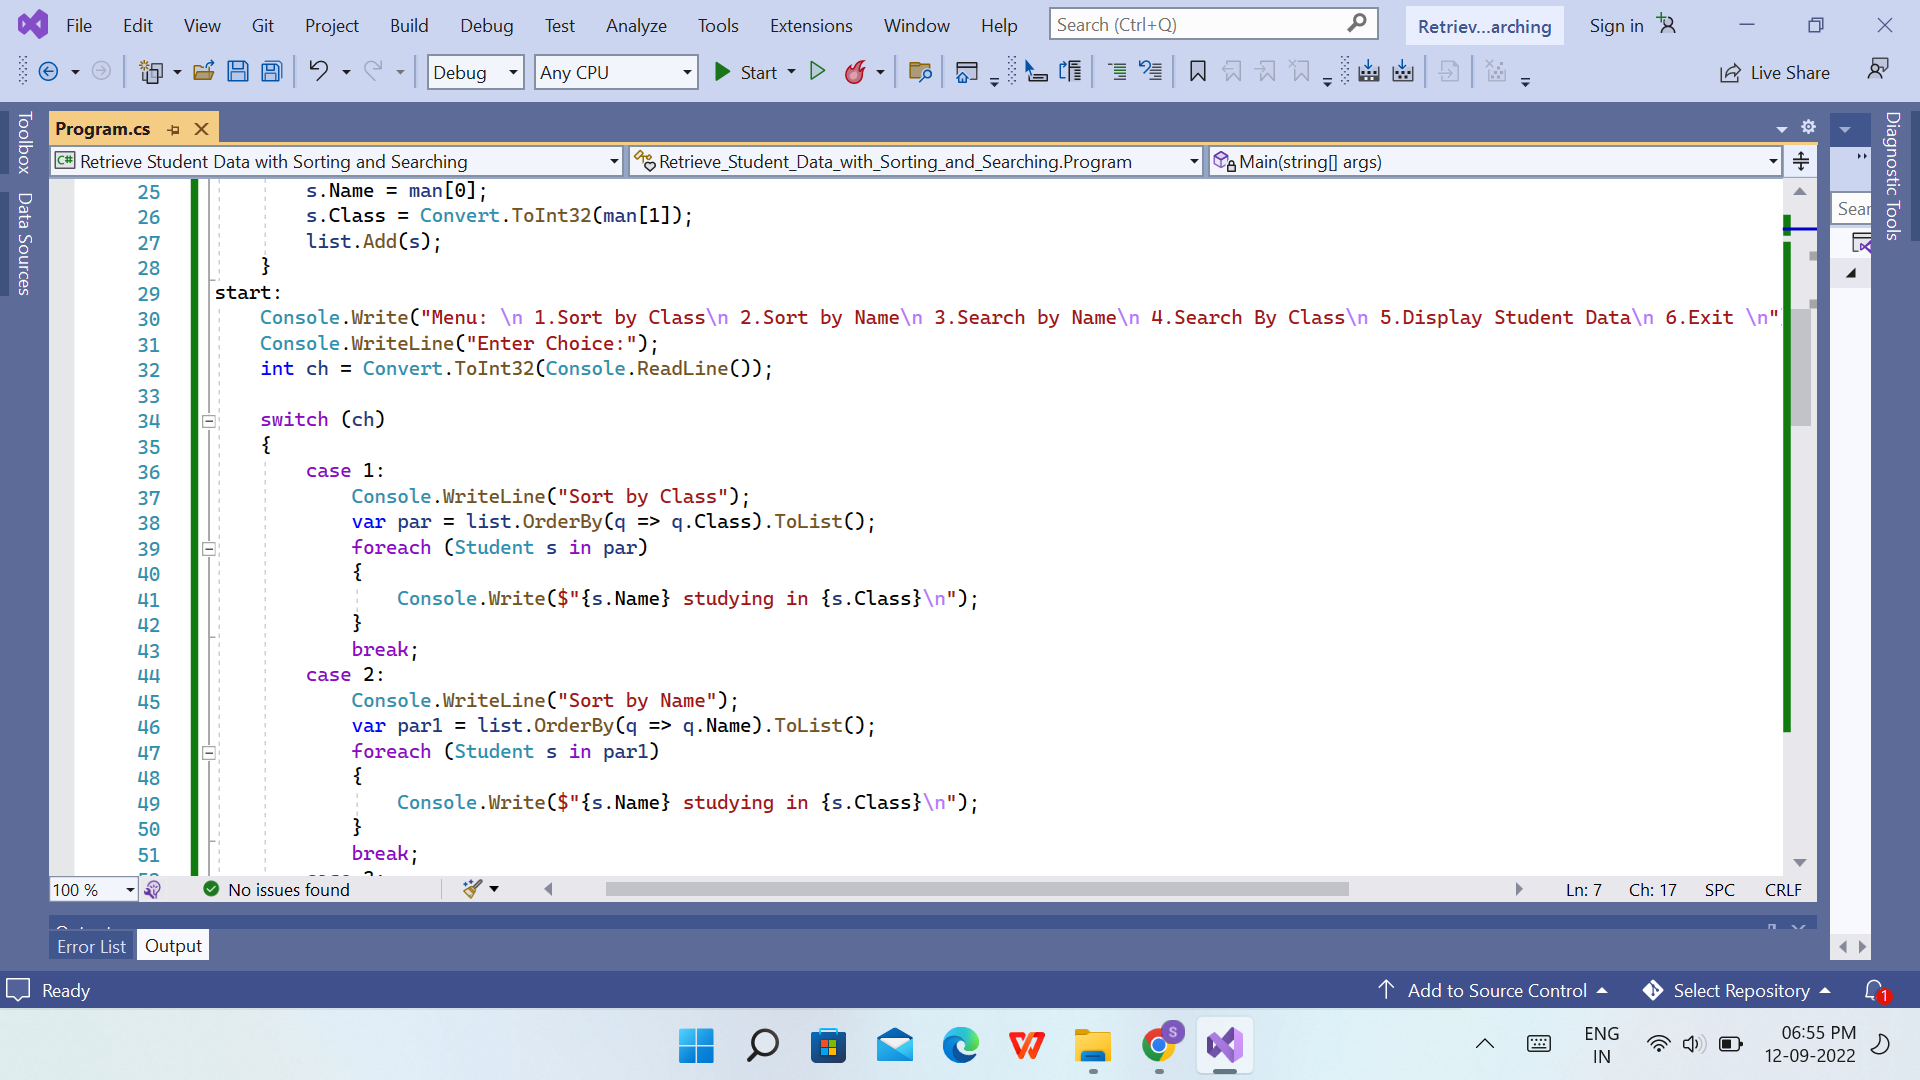 File Edit View Git Project Build Debug Test Analyze Tools Extensions Window Help Search (Ctrl+Q) Retriev...arching Sign in
Debug Any CPU Start Live Share
Toolbox
Data Sources
Program.cs
C# Retrieve Student Data with Sorting and Searching Retrieve_Student_Data_with_Sorting_and_Searching.Program Main(string[] args)
25 s.Name = man[0];
26 s.Class = Convert.ToInt32(man[1]);
27 list.Add(s);
28 }
29 start:
30 Console.Write("Menu: \n 1.Sort by Class\n 2.Sort by Name\n 3.Search by Name\n 4.Search By Class\n 5.Display Student Data\n 6.Exit \n"
31 Console.WriteLine("Enter Choice:");
32 int ch = Convert.ToInt32(Console.ReadLine());
33
34 switch (ch)
35 {
36 case 1:
37 Console.WriteLine("Sort by Class");
38 var par = list.OrderBy(q => q.Class).ToList();
39 foreach (Student s in par)
40 {
41 Console.Write($"{s.Name} studying in {s.Class}\n");
42 }
43 break;
44 case 2:
45 Console.WriteLine("Sort by Name");
46 var par1 = list.OrderBy(q => q.Name).ToList();
47 foreach (Student s in par1)
48 {
49 Console.Write($"{s.Name} studying in {s.Class}\n");
50 }
51 break;
Sear
Diagnostic Tools
100 % No issues found Ln: 7 Ch: 17 SPC CRLF
Error List Output
Ready Add to Source Control Select Repository 1
S
ENG
IN
06:55 PM
12-09-2022